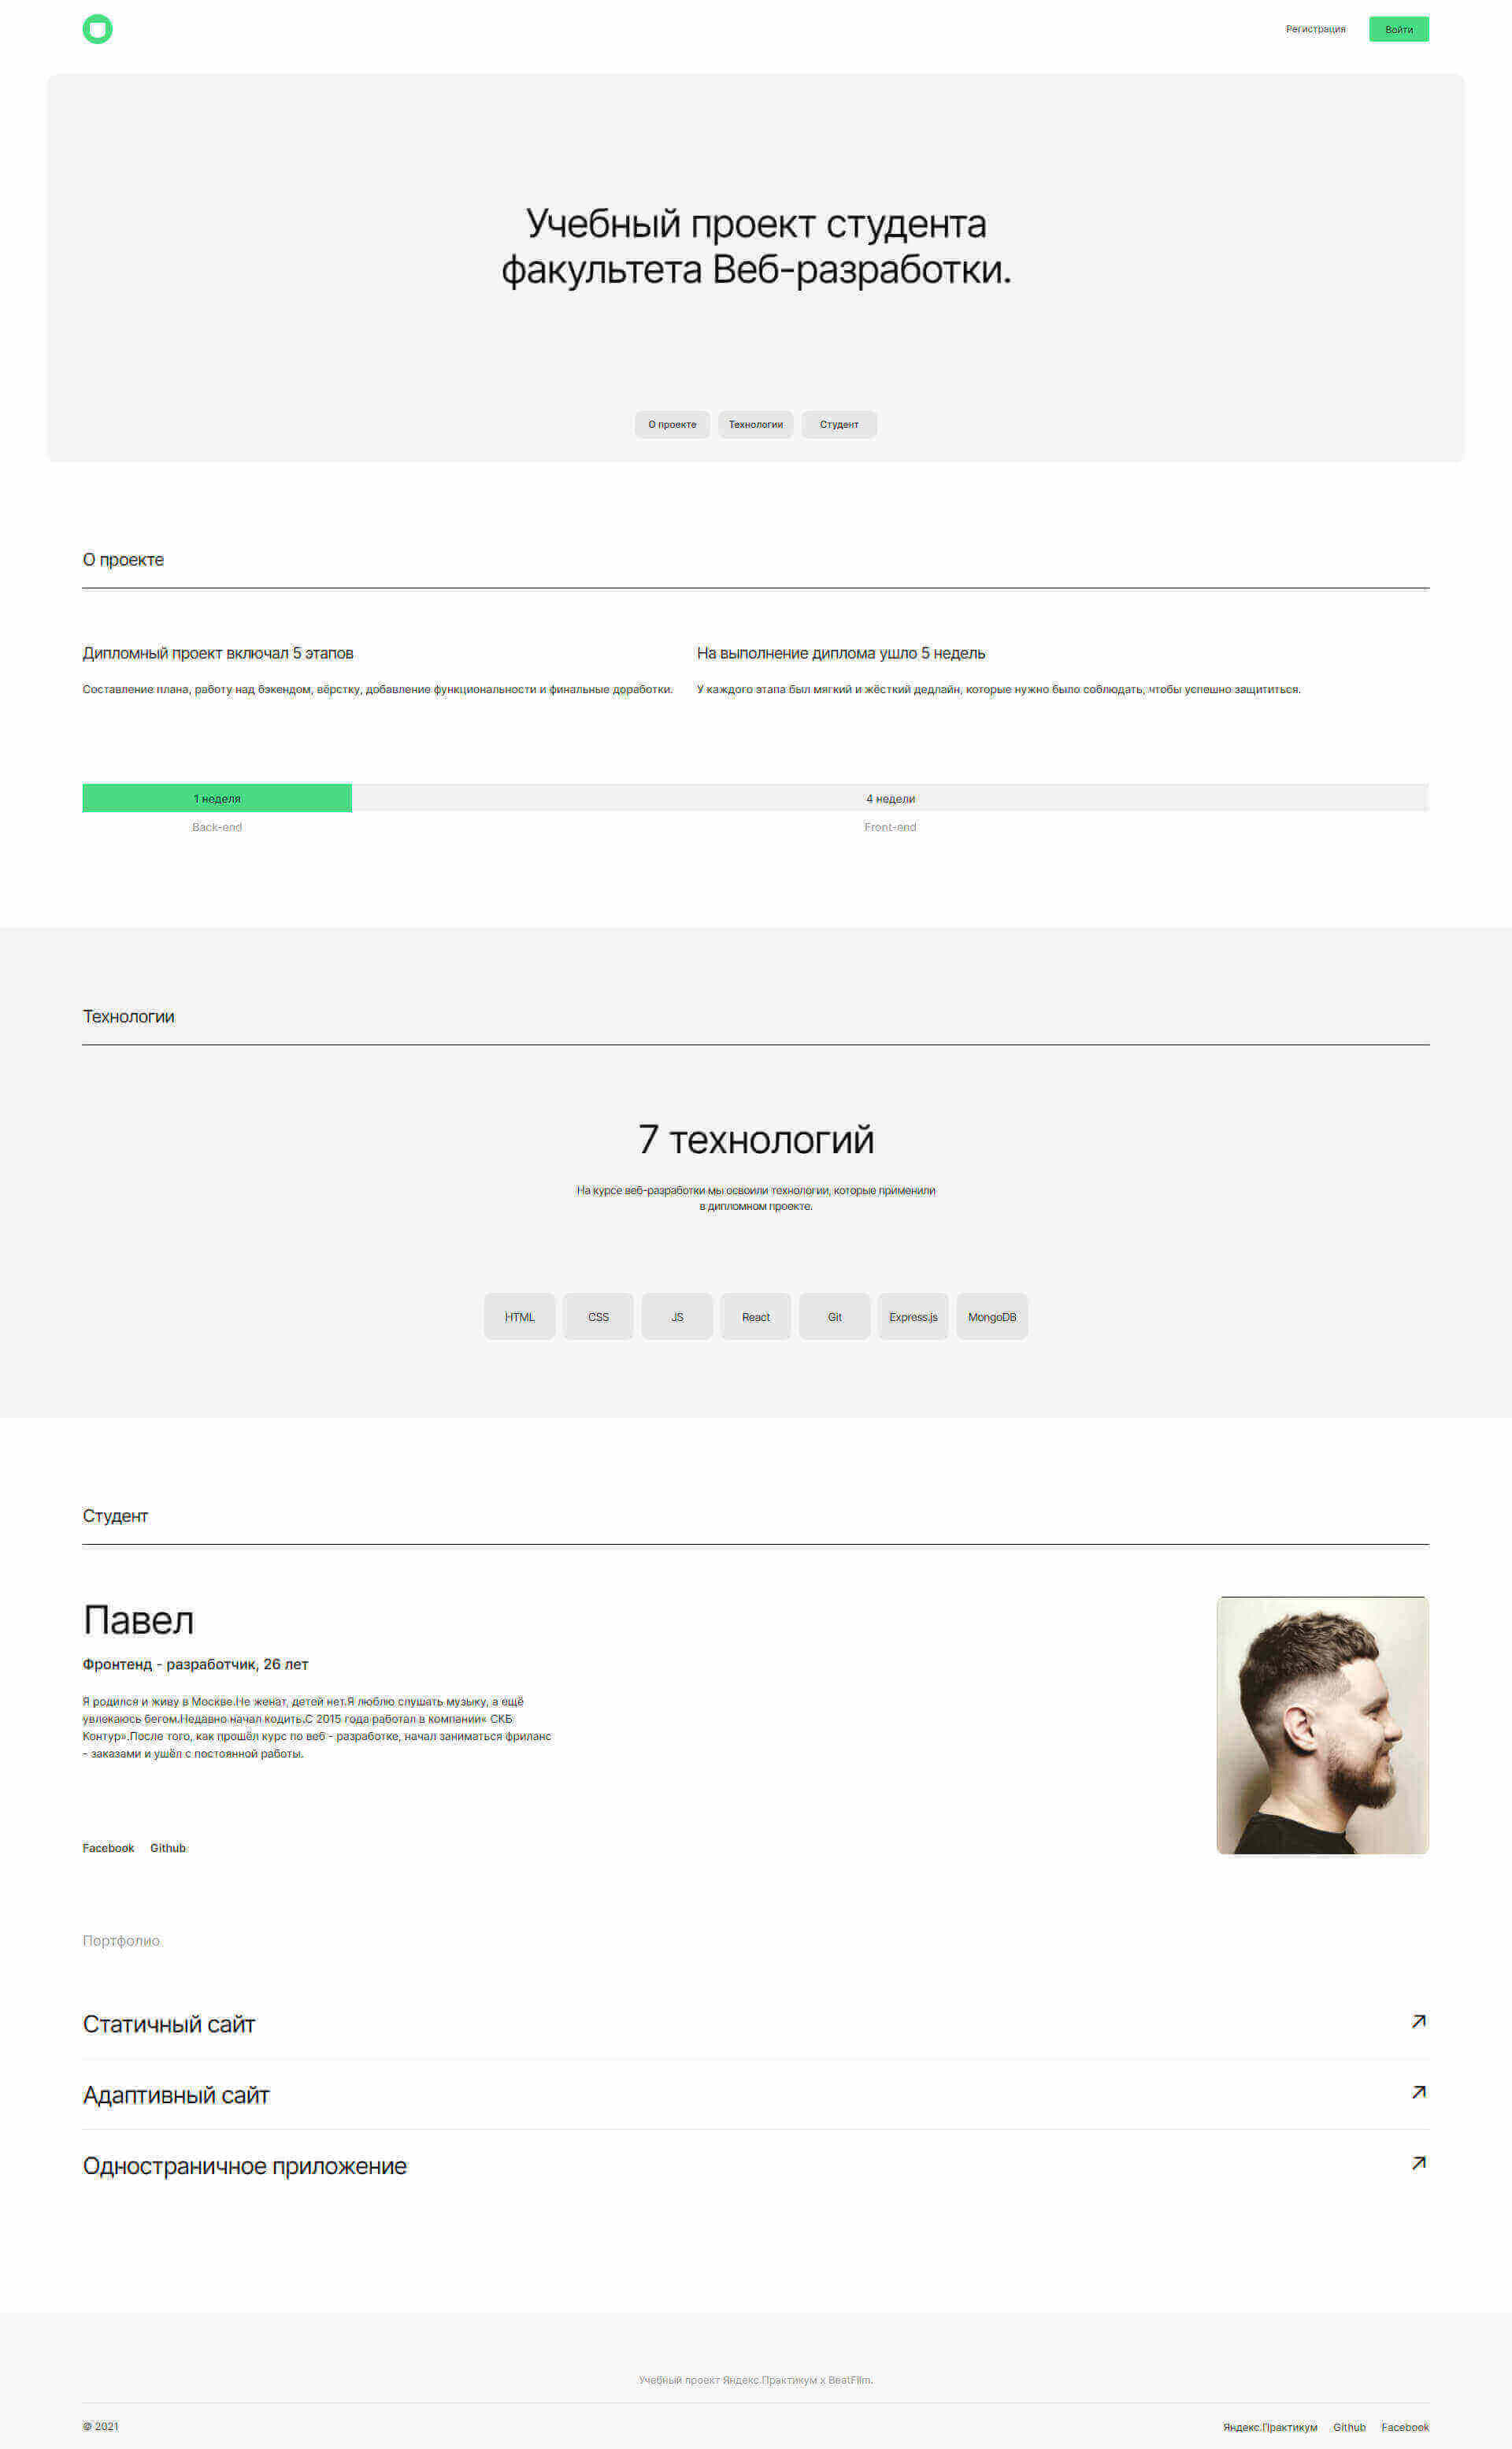 Регистрация
Войти
Учебный проект студента
факультета Веб-разработки.
О проекте
Технологии
Студент
О проекте
Дипломный проект включал 5 этапов
Составление плана, работу над бэкендом, вёрстку, добавление функциональности и финальные доработки.
На выполнение диплома ушло 5 недель
У каждого этапа был мягкий и жёсткий дедлайн, которые нужно было соблюдать, чтобы успешно защититься.
1 неделя
4 недели
Back-end
Front-end
Технологии
7 технологий
На курсе веб-разработки мы освоили технологии, которые применили
в дипломном проекте.
HTML
CSS
JS
React
Git
Express.js
MongoDB
Студент
Павел
Фронтенд - разработчик, 26 лет
Я родился и живу в Москве.Не женат, детей нет.Я люблю слушать музыку, а ещё
увлекаюсь бегом.Недавно начал кодить.С 2015 года работал в компании« СКБ
Контур».После того, как прошёл курс по веб - разработке, начал заниматься фриланс
- заказами и ушёл с постоянной работы.
Facebook
Github
Портфолио
Статичный сайт
Адаптивный сайт
Одностраничное приложение
Учебный проект Яндекс.Практикум х BeatFilm.
© 2021
Яндекс.Практикум
Github
Facebook